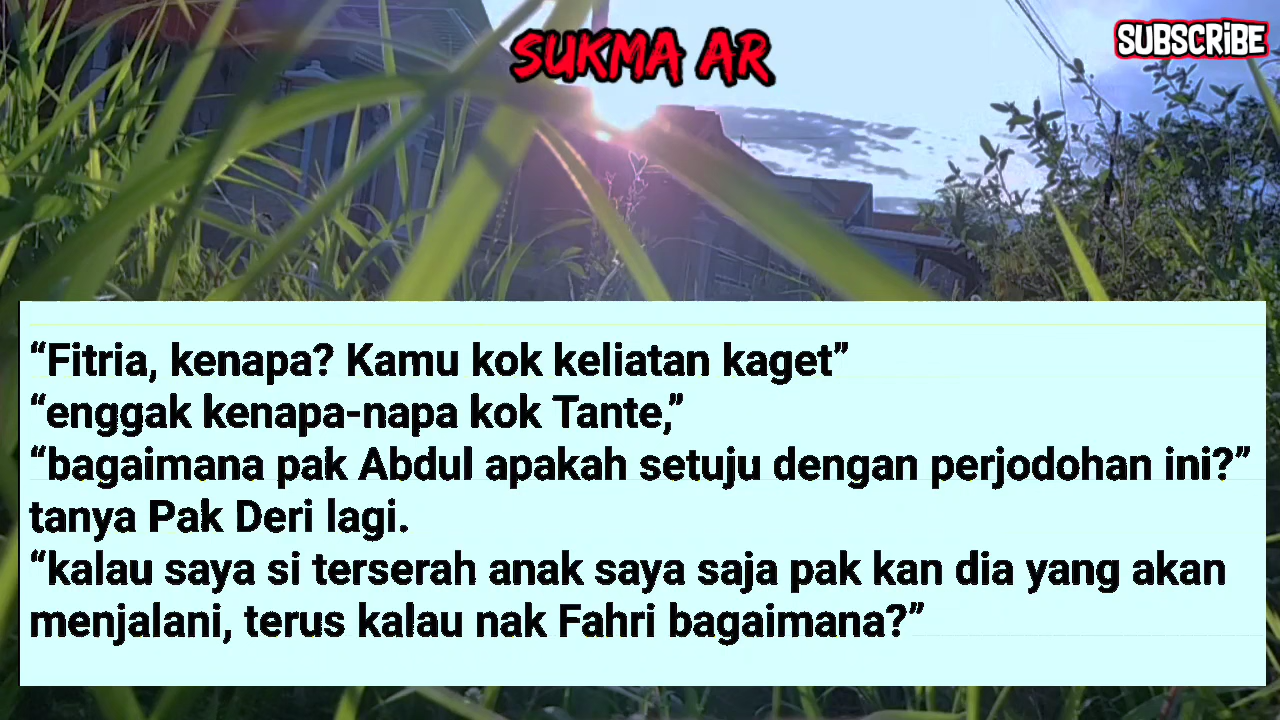 SUKMA AR
SUBSCRiBE
“Fitria, kenapa? Kamu kok keliatan kaget”
“enggak kenapa-napa kok Tante,”
“bagaimana pak Abdul apakah setuju dengan perjodohan ini?”
tanya Pak Deri lagi.
“kalau saya si terserah anak saya saja pak kan dia yang akan
menjalani, terus kalau nak Fahri bagaimana?”